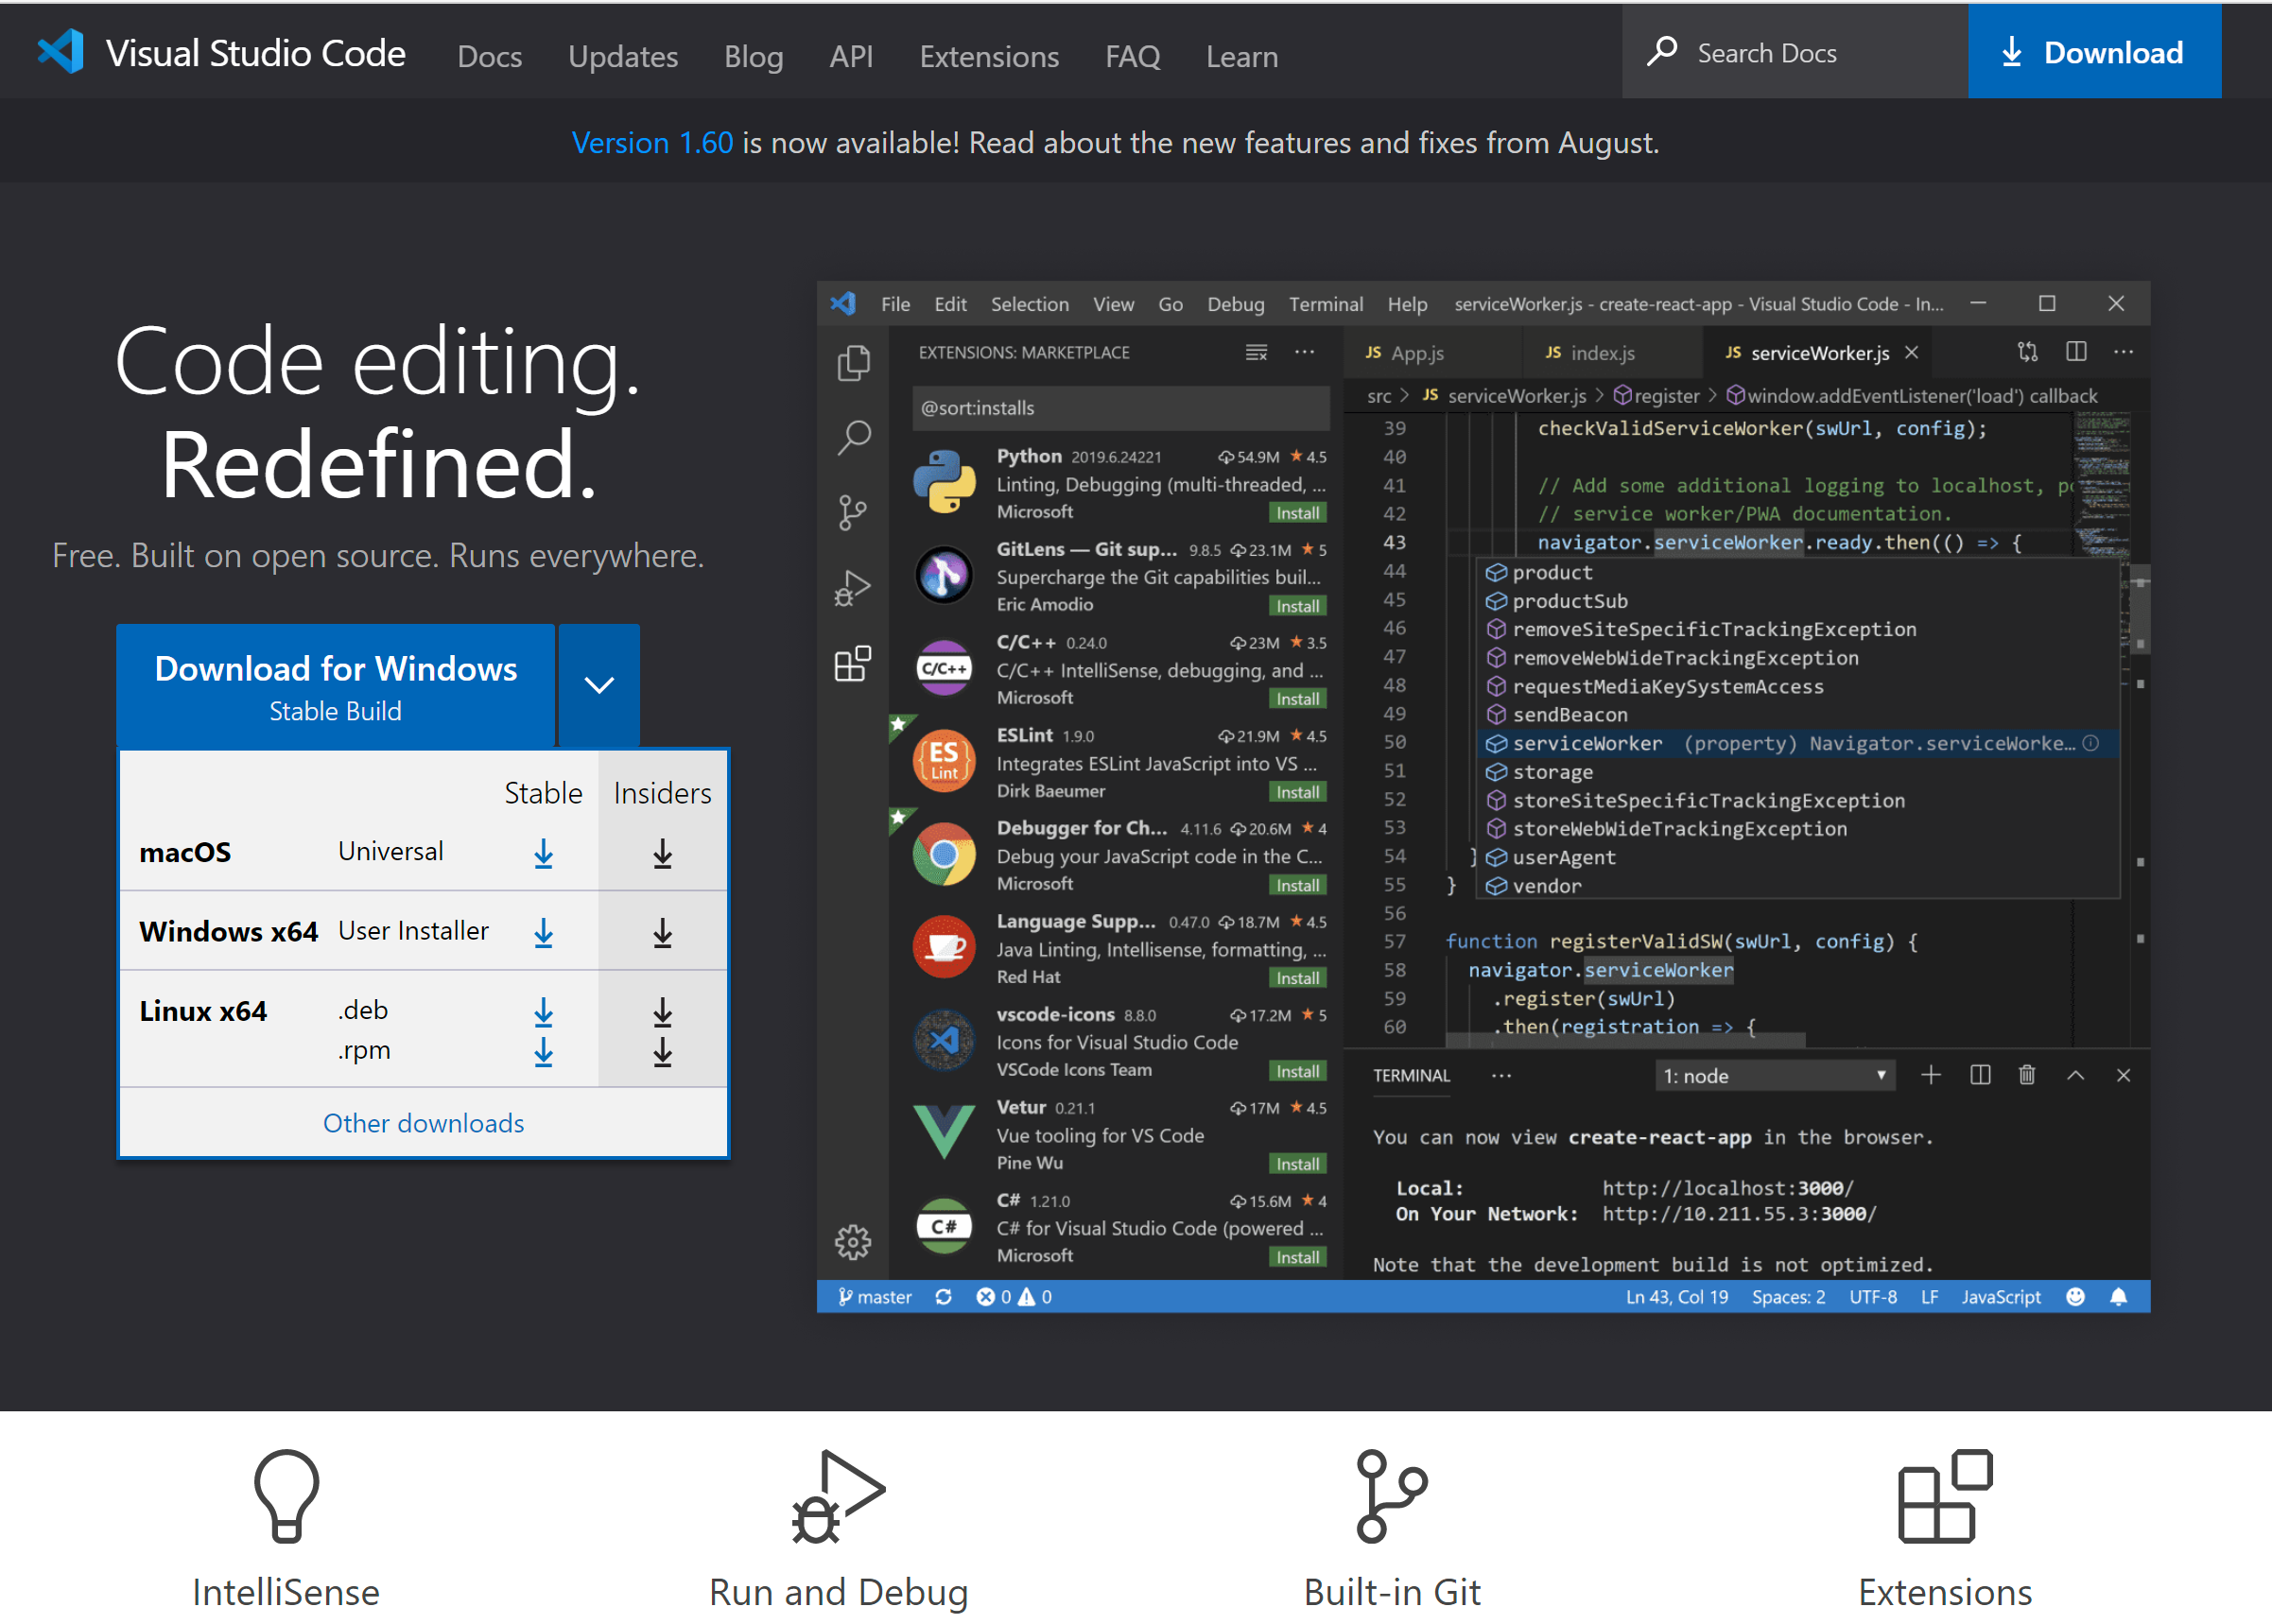 Visual Studio Code Docs Updates Blog API Extensions FAQ Learn Search Docs Download
Version 1.60 is now available! Read about the new features and fixes from August.
Code editing.
Redefined.
Free. Built on open source. Runs everywhere.
Download for Windows
Stable Build
Stable Insiders
macOS Universal
Windows x64 User Installer
Linux x64 .deb
.rpm
Other downloads
File Edit Selection View Go Debug Terminal Help serviceWorker.js - create-react-app - Visual Studio Code - In...
EXTENSIONS: MARKETPLACE ...
@sort:installs
Python 2019.6.24221 54.9M ★ 4.5
Linting, Debugging (multi-threaded, ...
Microsoft Install
GitLens — Git sup... 9.8.5 23.1M ★ 5
Supercharge the Git capabilities buil...
Eric Amodio Install
C/C++
C/C++ 0.24.0 23M ★ 3.5
C/C++ IntelliSense, debugging, and ...
Microsoft Install
{ES}
Lint
ESLint 1.9.0 21.9M ★ 4.5
Integrates ESLint JavaScript into VS ...
Dirk Baeumer Install
Debugger for Ch... 4.11.6 20.6M ★ 4
Debug your JavaScript code in the C...
Microsoft Install
Language Supp... 0.47.0 18.7M ★ 4.5
Java Linting, Intellisense, formatting, ...
Red Hat Install
vscode-icons 8.8.0 17.2M ★ 5
Icons for Visual Studio Code
VSCode Icons Team Install
Vetur 0.21.1 17M ★ 4.5
Vue tooling for VS Code
Pine Wu Install
C#
C# 1.21.0 15.6M ★ 4
C# for Visual Studio Code (powered ...
Microsoft Install
JS App.js JS index.js JS serviceWorker.js ...
src > JS serviceWorker.js > register > window.addEventListener('load') callback
39 checkValidServiceWorker(swUrl, config);
40
41 // Add some additional logging to localhost,
42 // service worker/PWA documentation.
43 navigator.serviceWorker.ready.then(() => {
44 product
45 productSub
46 removeSiteSpecificTrackingException
47 removeWebWideTrackingException
48 requestMediaKeySystemAccess
49 sendBeacon
50 serviceWorker (property) Navigator.serviceWorke...
51 storage
52 storeSiteSpecificTrackingException
53 storeWebWideTrackingException
54 } userAgent
55 } vendor
56
57 function registerValidSW(swUrl, config) {
58 navigator.serviceWorker
59 .register(swUrl)
60 .then(registration => {
TERMINAL ... 1: node
You can now view create-react-app in the browser.
Local: http://localhost:3000/
On Your Network: http://10.211.55.3:3000/
Note that the development build is not optimized.
master 0 0 Ln 43, Col 19 Spaces: 2 UTF-8 LF JavaScript
IntelliSense Run and Debug Built-in Git Extensions